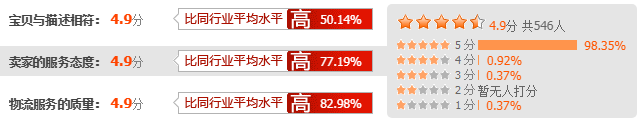 宝贝与描述相符：4.9分 比同行业平均水平 高 50.14%
卖家的服务态度：4.9分 比同行业平均水平 高 77.19%
物流服务的质量：4.9分 比同行业平均水平 高 82.98%
4.9分 共546人
5分 98.35%
4分 0.92%
3分 0.37%
2分 暂无人打分
1分 0.37%